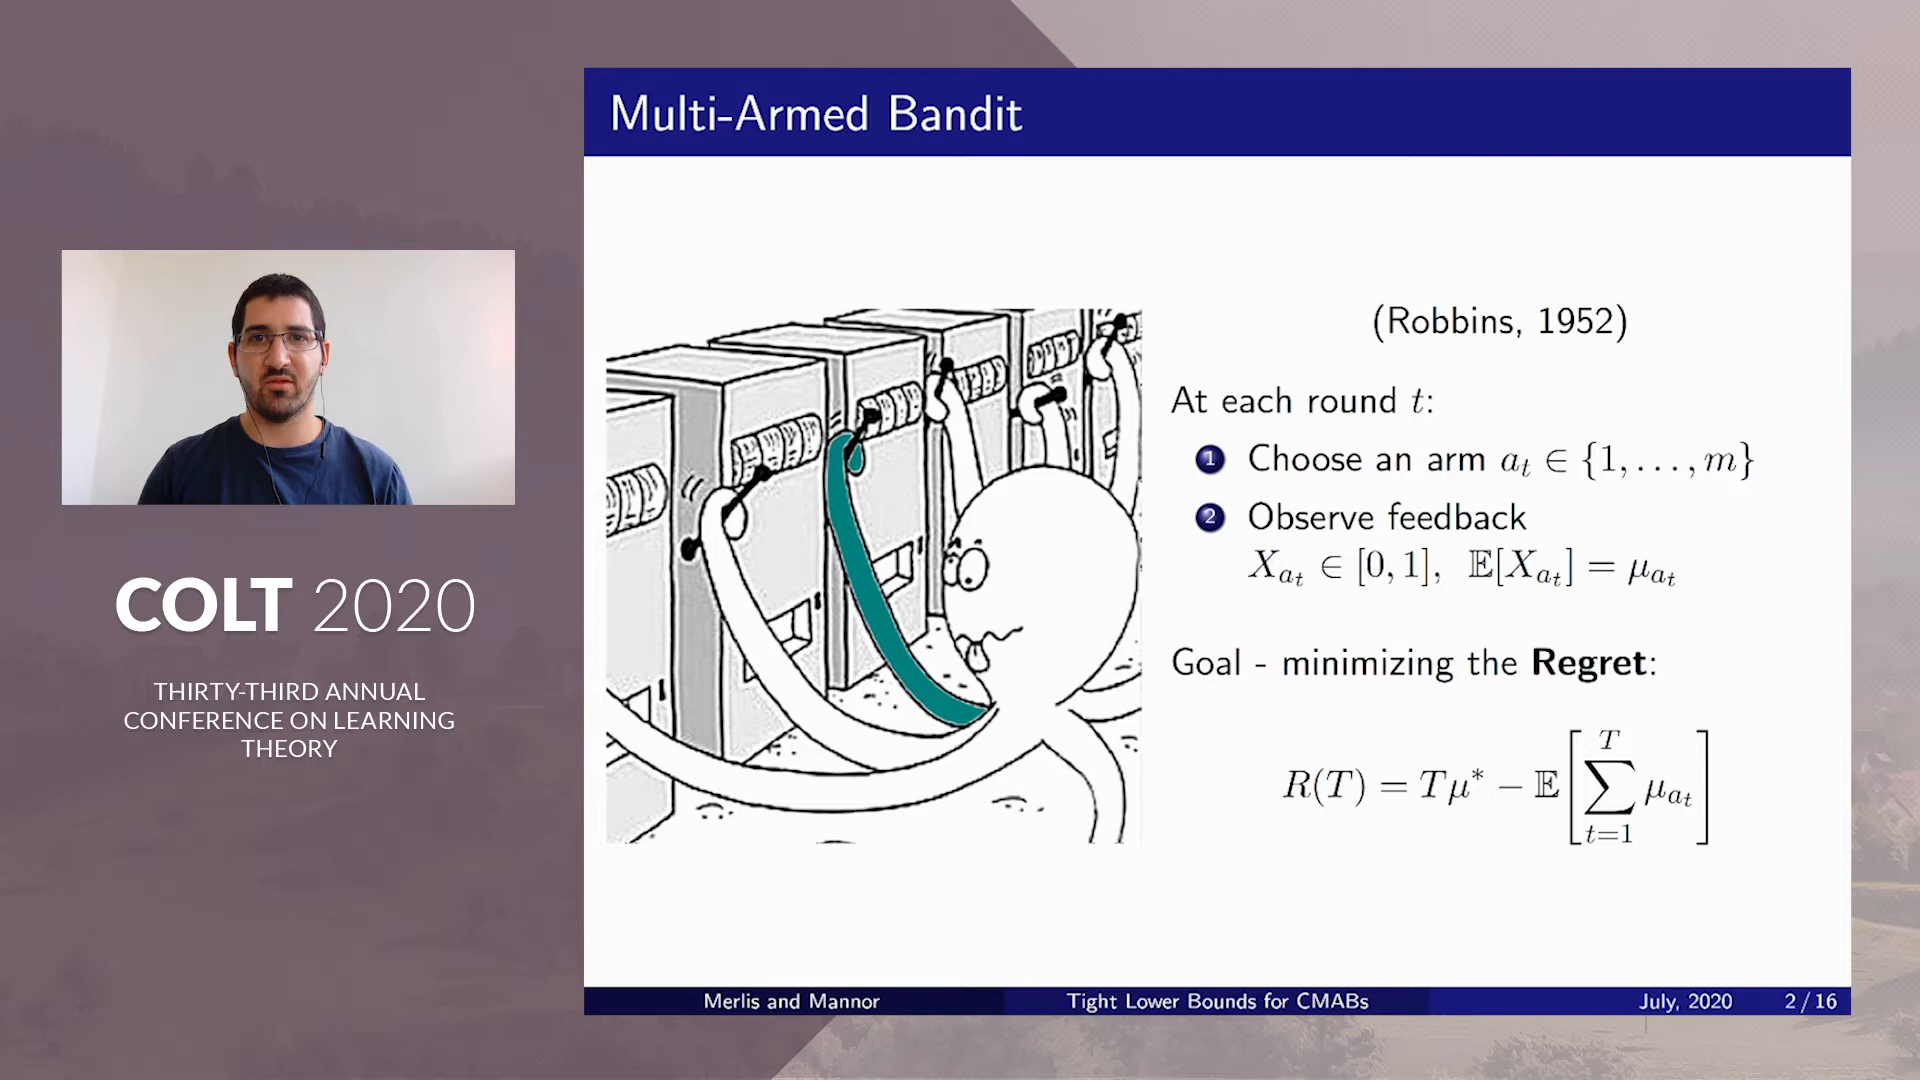 COLT 2020
THIRTY-THIRD ANNUAL
CONFERENCE ON LEARNING
THEORY
Multi-Armed Bandit
(Robbins, 1952)
At each round t:
1 Choose an arm a_t ∈ {1, . . . , m}
2 Observe feedback
X_{a_t} ∈ [0, 1], 𝔼[X_{a_t}] = μ_{a_t}
Goal - minimizing the Regret:
R(T) = Tμ* − 𝔼[∑_{t=1}^{T} μ_{a_t}]
Merlis and Mannor Tight Lower Bounds for CMABs July, 2020 2 / 16